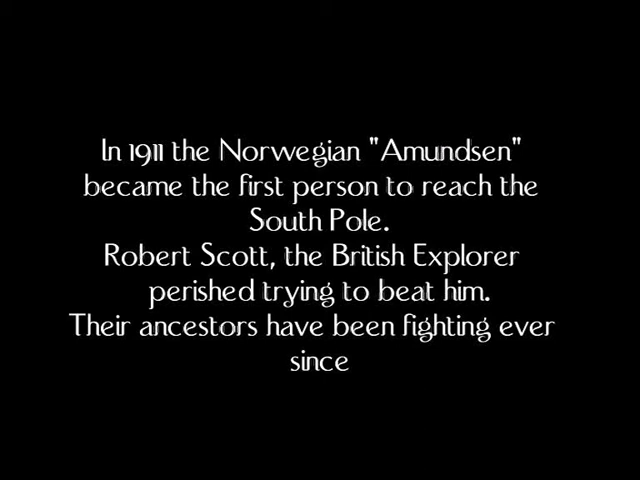 In 1911 the Norwegian "Amundsen"
became the first person to reach the
South Pole.
Robert Scott, the British Explorer
perished trying to beat him.
Their ancestors have been fighting ever
since